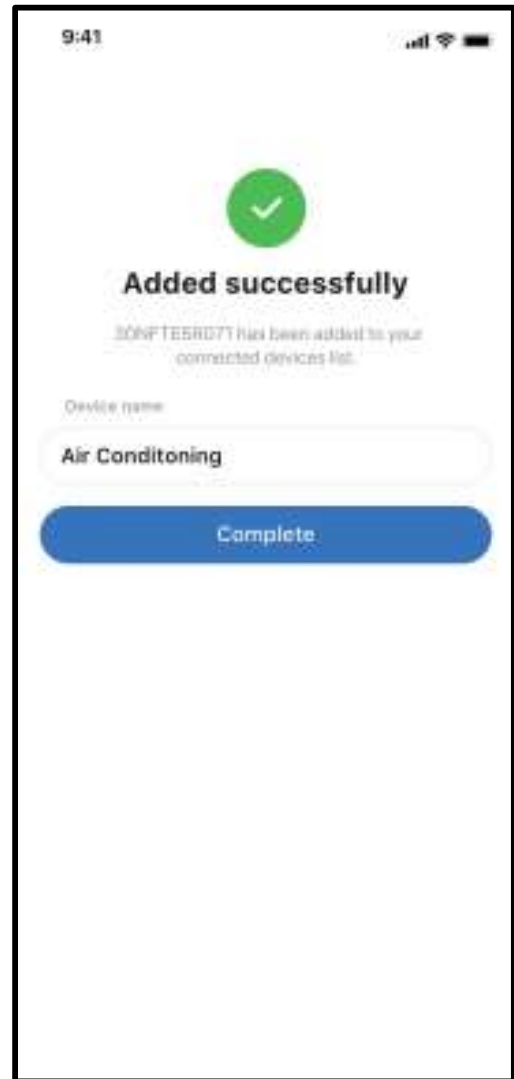 9:41
Added successfully
has been added to your
connected devices list.
Device name
Air Conditoning
Complete